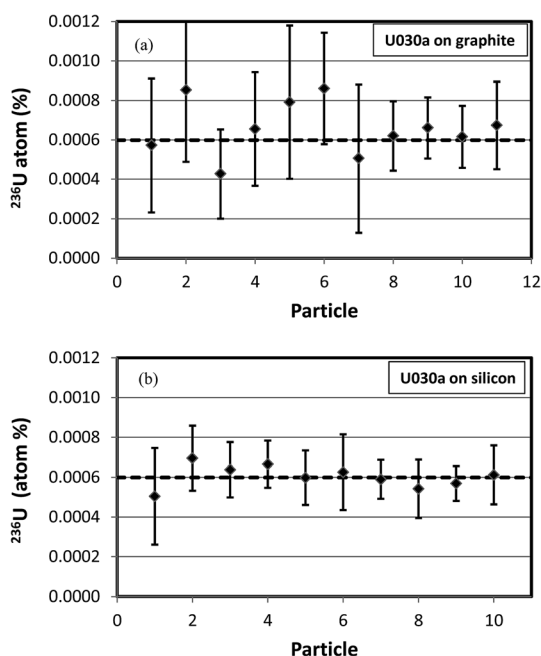 0.0012
(a)
U030a on graphite
0.0010
0.0008
0.0006
0.0004
0.0002
0.0000
²³⁶U atom (%)
0 2 4 6 8 10 12
Particle
0.0012
(b)
U030a on silicon
0.0010
0.0008
0.0006
0.0004
0.0002
0.0000
²³⁶U (atom %)
0 2 4 6 8 10
Particle